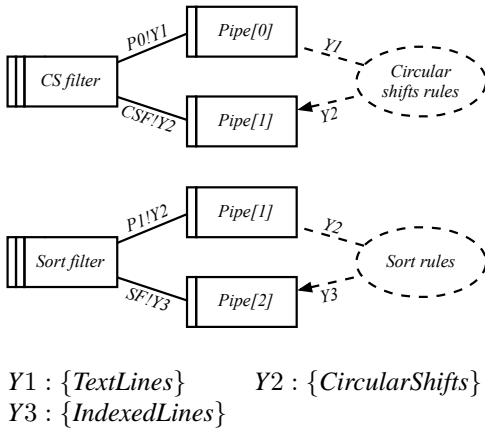 P0!Y1
Pipe[0]
Y1
CS filter
Circular
shifts rules
CSF!Y2
Pipe[1]
Y2
P1!Y2
Pipe[1]
Y2
Sort filter
Sort rules
SF!Y3
Pipe[2]
Y3
Y1 : {TextLines} Y2 : {CircularShifts}
Y3 : {IndexedLines}